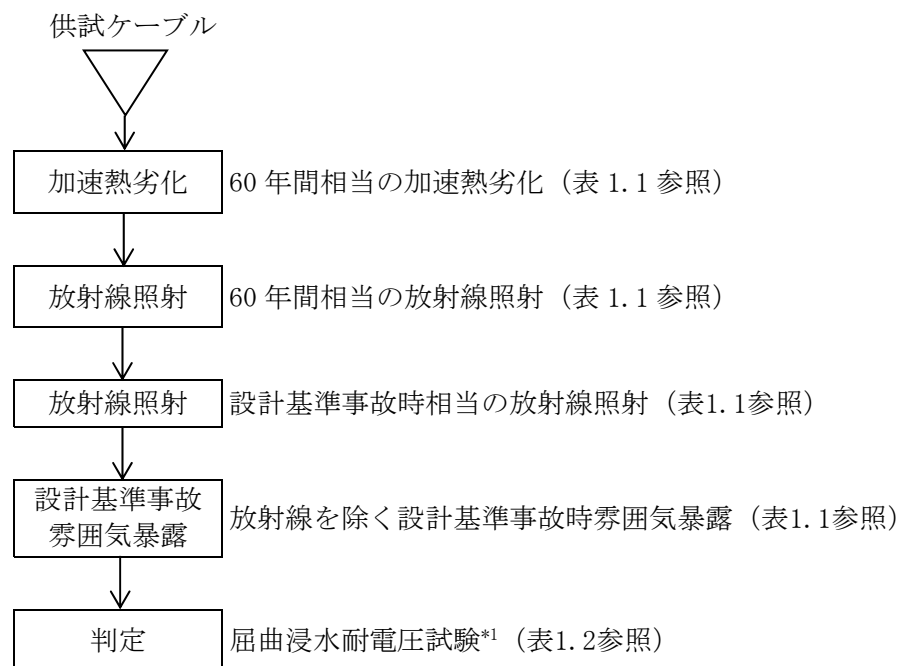 供試ケーブル
加速熱劣化 60 年間相当の加速熱劣化（表 1.1 参照）
放射線照射 60 年間相当の放射線照射（表 1.1 参照）
放射線照射 設計基準事故時相当の放射線照射（表1.1参照）
設計基準事故
雰囲気暴露
放射線を除く設計基準事故時雰囲気暴露（表1.1参照）
判定 屈曲浸水耐電圧試験*1（表1.2参照）